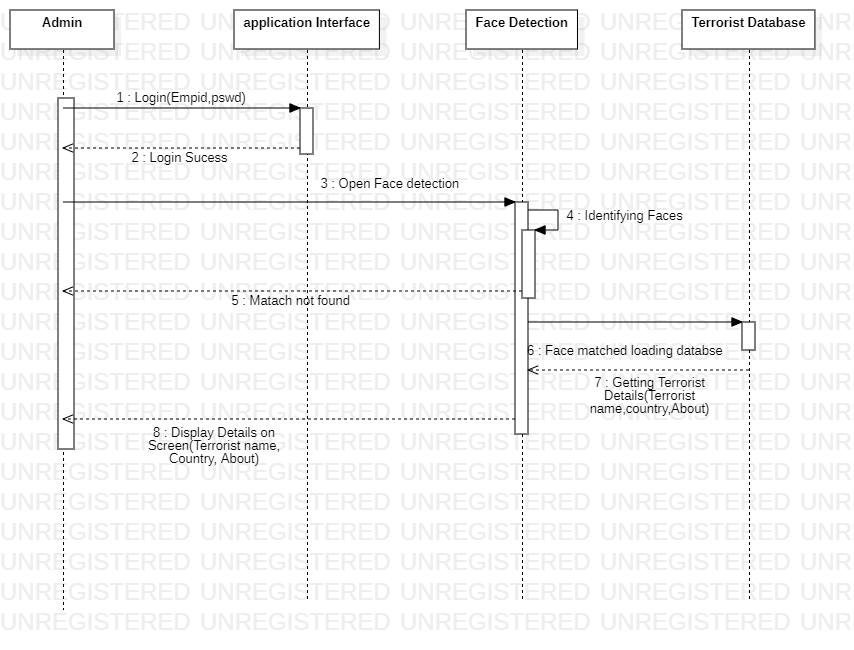 Admin
application Interface
Face Detection
Terrorist Database
1 : Login(Empid,pswd)
2 : Login Sucess
3 : Open Face detection
4 : Identifying Faces
5 : Matach not found
6 : Face matched loading databse
7 : Getting Terrorist
Details(Terrorist
name,country,About)
8 : Display Details on
Screen(Terrorist name,
Country, About)
UNREGISTERED